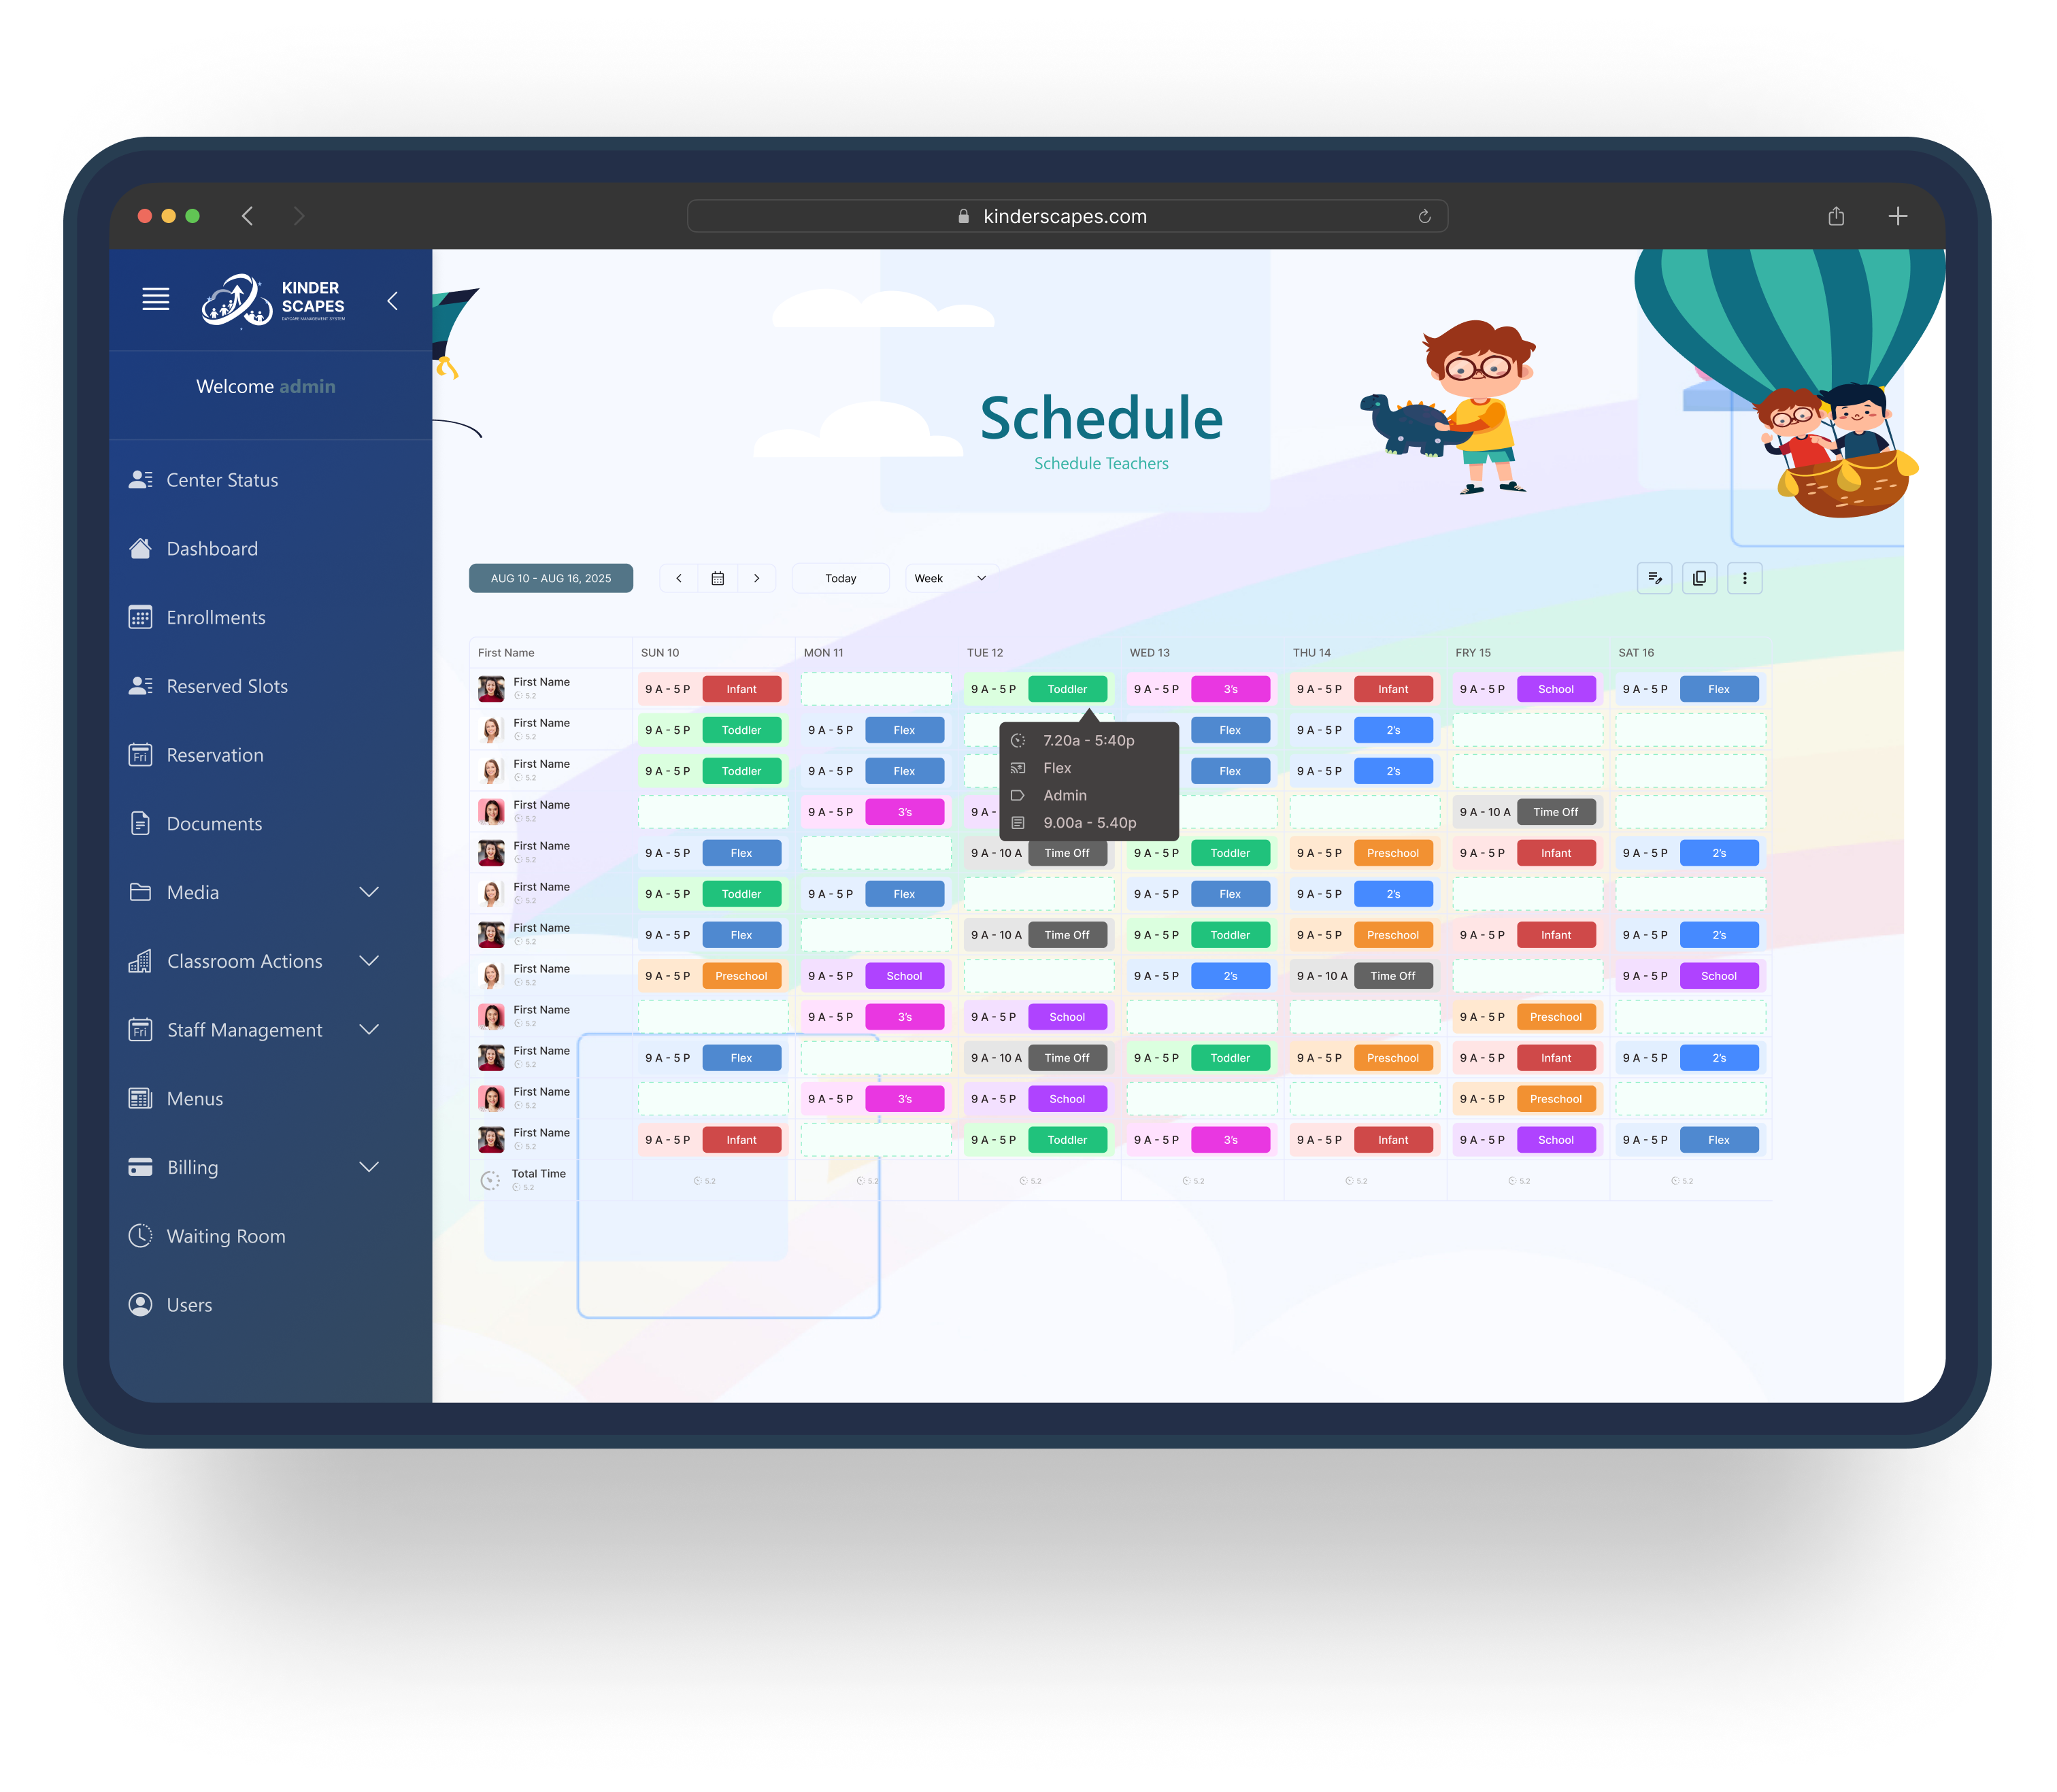 kinderscapes.com
KINDER
SCAPES
DAYCARE MANAGEMENT SYSTEM
Welcome admin
Center Status
Dashboard
Enrollments
Reserved Slots
Fri Reservation
Documents
Media
Classroom Actions
Fri Staff Management
Menus
Billing
Waiting Room
Users
Schedule
Schedule Teachers
AUG 10 - AUG 16, 2025 Today Week
First Name SUN 10 MON 11 TUE 12 WED 13 THU 14 FRY 15 SAT 16
First Name 5.2 9 A - 5 P Infant 9 A - 5 P Toddler 9 A - 5 P 3's 9 A - 5 P Infant 9 A - 5 P School 9 A - 5 P Flex
First Name 5.2 9 A - 5 P Toddler 9 A - 5 P Flex Flex 9 A - 5 P 2's
First Name 5.2 9 A - 5 P Toddler 9 A - 5 P Flex Flex 9 A - 5 P 2's
First Name 5.2 9 A - 5 P 3's 9 A - 9 A - 10 A Time Off
7.20a - 5:40p
Flex
Admin
9.00a - 5.40p
First Name 5.2 9 A - 5 P Flex 9 A - 10 A Time Off 9 A - 5 P Toddler 9 A - 5 P Preschool 9 A - 5 P Infant 9 A - 5 P 2's
First Name 5.2 9 A - 5 P Toddler 9 A - 5 P Flex 9 A - 5 P Flex 9 A - 5 P 2's
First Name 5.2 9 A - 5 P Flex 9 A - 10 A Time Off 9 A - 5 P Toddler 9 A - 5 P Preschool 9 A - 5 P Infant 9 A - 5 P 2's
First Name 5.2 9 A - 5 P Preschool 9 A - 5 P School 9 A - 5 P 2's 9 A - 10 A Time Off 9 A - 5 P School
First Name 5.2 9 A - 5 P 3's 9 A - 5 P School 9 A - 5 P Preschool
First Name 5.2 9 A - 5 P Flex 9 A - 10 A Time Off 9 A - 5 P Toddler 9 A - 5 P Preschool 9 A - 5 P Infant 9 A - 5 P 2's
First Name 5.2 9 A - 5 P 3's 9 A - 5 P School 9 A - 5 P Preschool
First Name 5.2 9 A - 5 P Infant 9 A - 5 P Toddler 9 A - 5 P 3's 9 A - 5 P Infant 9 A - 5 P School 9 A - 5 P Flex
Total Time 5.2 5.2 5.2 5.2 5.2 5.2 5.2 5.2